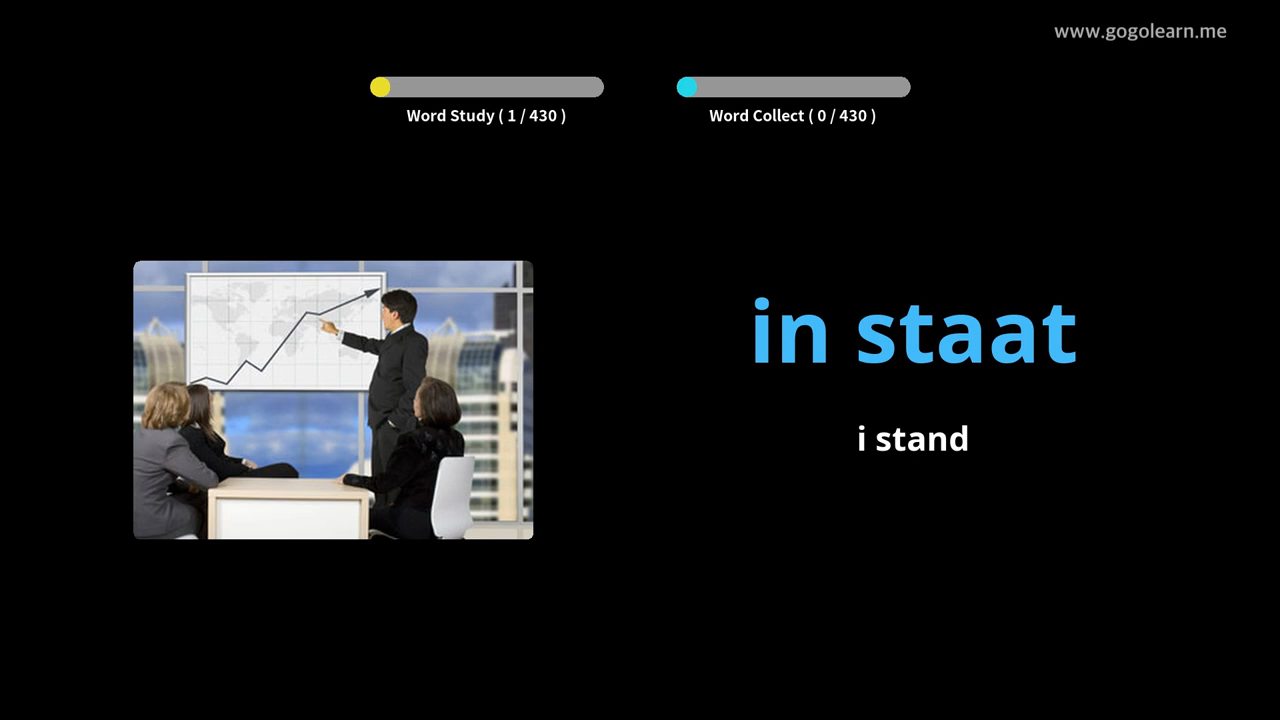 www.gogolearn.me
Word Study ( 1 / 430 )
Word Collect ( 0 / 430 )
in staat
i stand